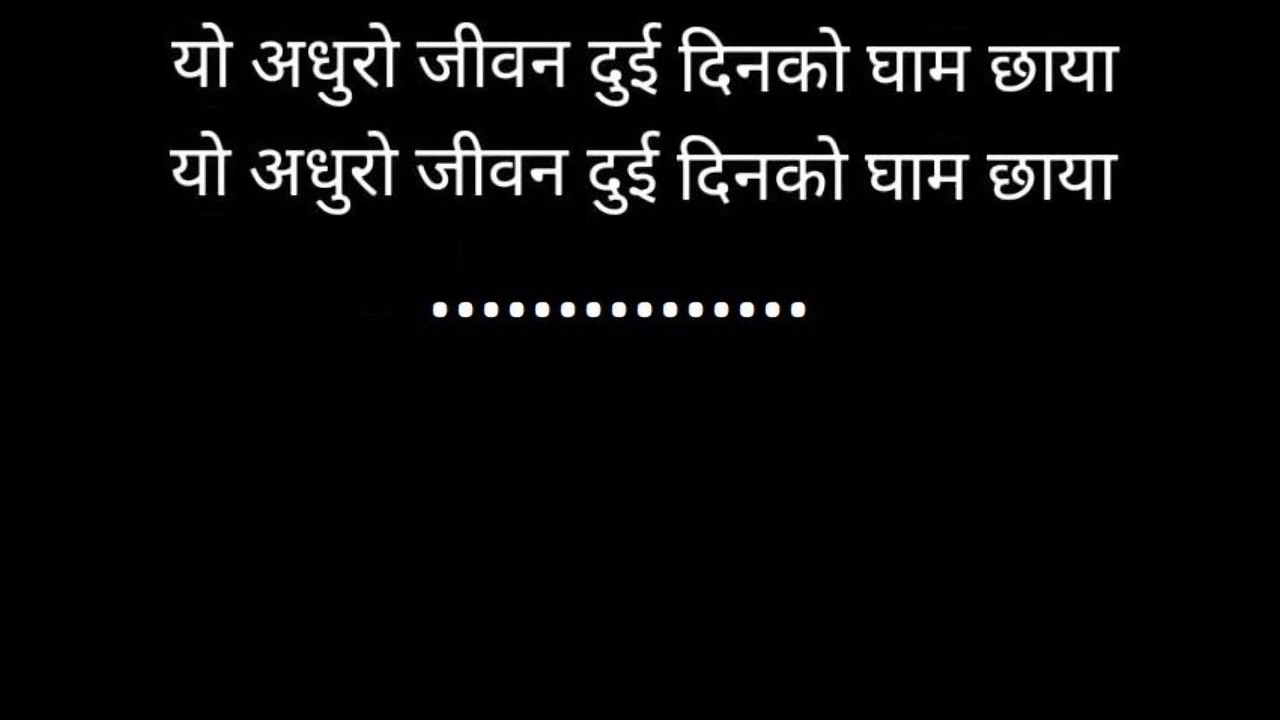 यो अधुरो जीवन दुई दिनको घाम छाया
यो अधुरो जीवन दुई दिनको घाम छाया
...............